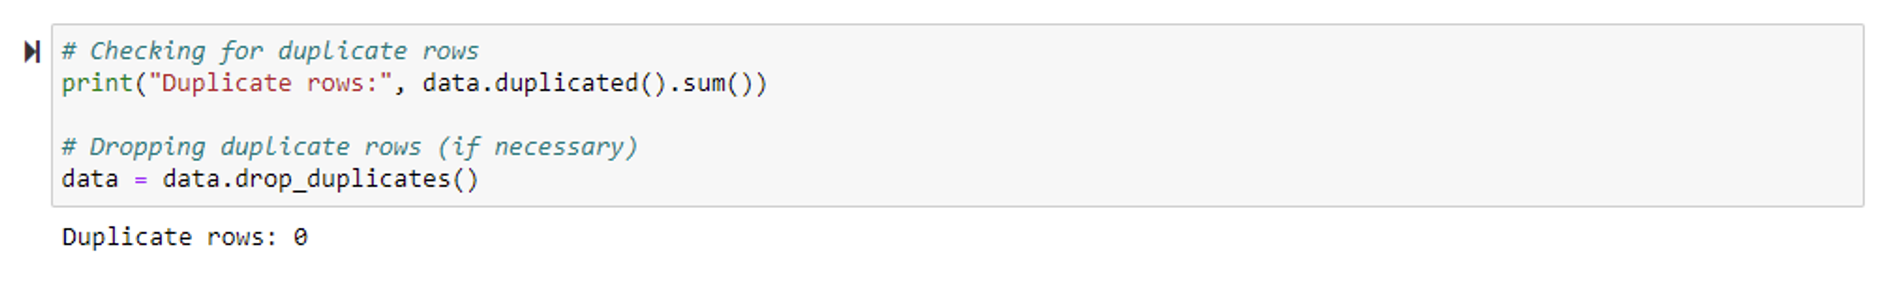 # Checking for duplicate rows
print("Duplicate rows:", data.duplicated().sum())
# Dropping duplicate rows (if necessary)
data = data.drop_duplicates()
Duplicate rows: 0